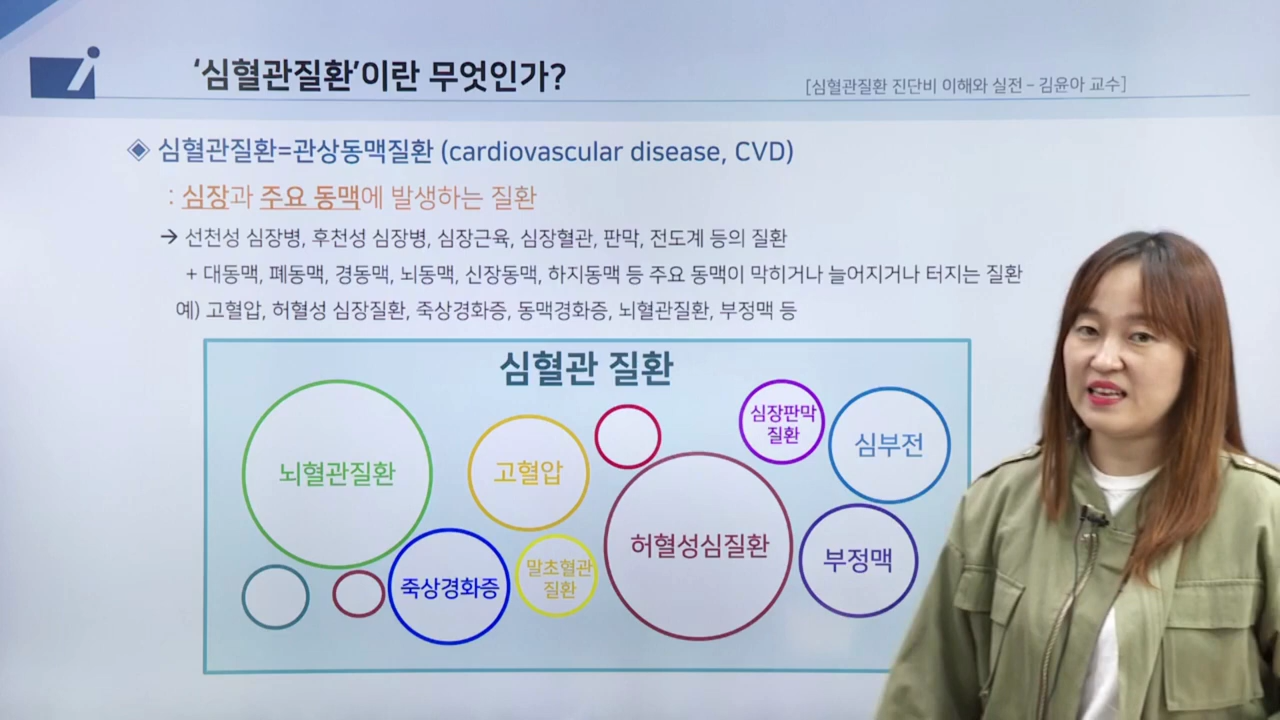 ‘심혈관질환’이란 무엇인가?
[심혈관질환 진단비 이해와 실전 – 김윤아 교수]
◈ 심혈관질환=관상동맥질환 (cardiovascular disease, CVD)
: 심장과 주요 동맥에 발생하는 질환
→ 선천성 심장병, 후천성 심장병, 심장근육, 심장혈관, 판막, 전도계 등의 질환
+ 대동맥, 폐동맥, 경동맥, 뇌동맥, 신장동맥, 하지동맥 등 주요 동맥이 막히거나 늘어지거나 터지는 질환
예) 고혈압, 허혈성 심장질환, 죽상경화증, 동맥경화증, 뇌혈관질환, 부정맥 등
심혈관 질환
뇌혈관질환
고혈압
심장판막
질환
심부전
죽상경화증
말초혈관
질환
허혈성심질환
부정맥